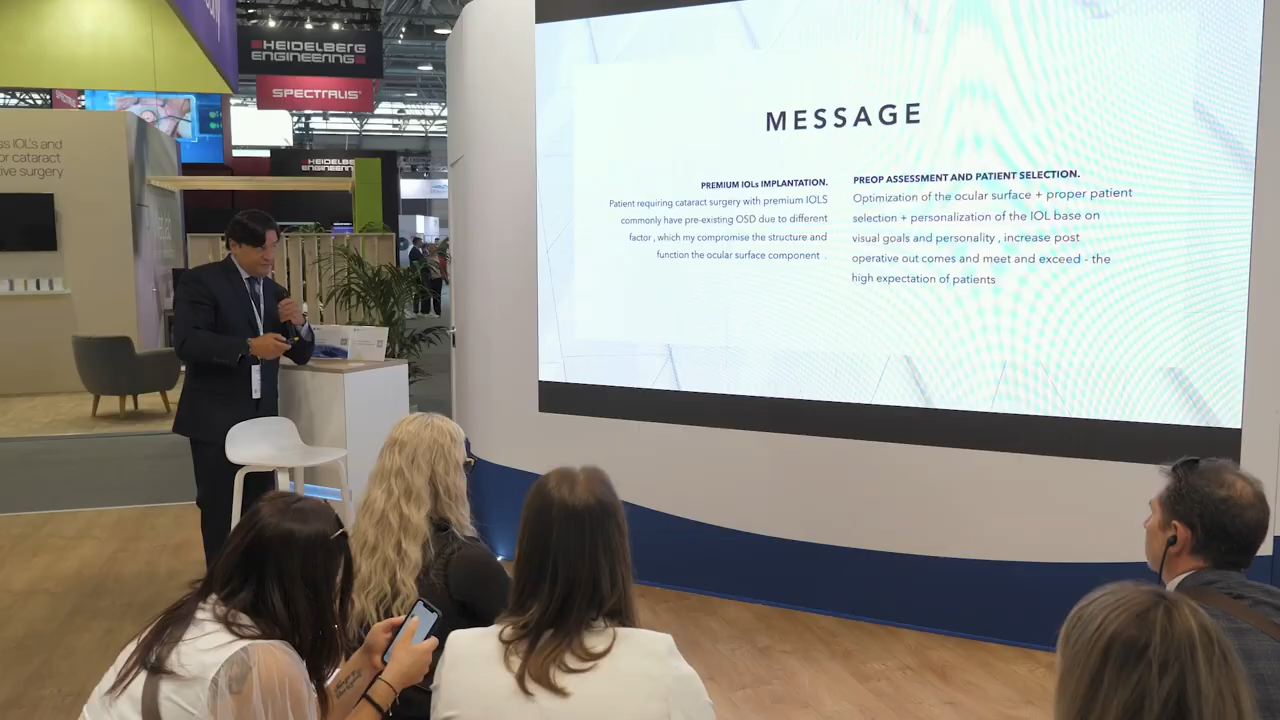 HEIDELBERG
ENGINEERING
SPECTRALIS
HEIDELBERG
ss IOL's and
or cataract
tive surgery
MESSAGE
PREMIUM IOLs IMPLANTATION.
Patient requiring cataract surgery with premium IOLS
commonly have pre-existing OSD due to different
factor , which my compromise the structure and
function the ocular surface component .
PREOP ASSESSMENT AND PATIENT SELECTION.
Optimization of the ocular surface + proper patient
selection + personalization of the IOL base on
visual goals and personality , increase post
operative out comes and meet and exceed - the
high expectation of patients